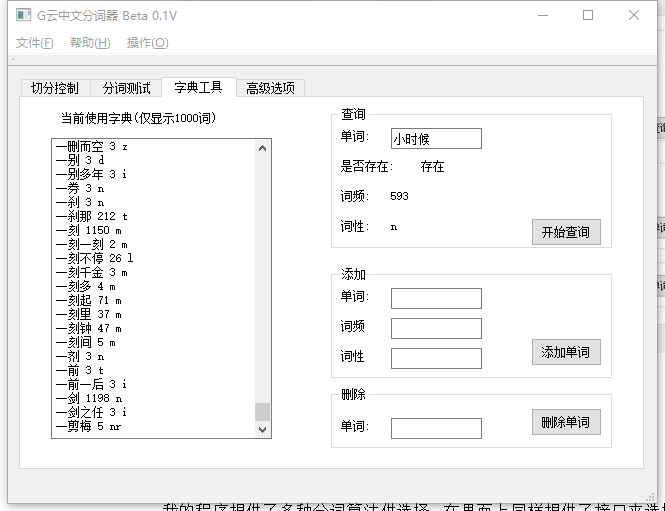 G云中文分词器 Beta 0.1V
文件(F) 帮助(H) 操作(O)
切分控制 分词测试 字典工具 高级选项
当前使用字典(仅显示1000词)
一删而空 3 z
一别 3 d
一别多年 3 i
一券 3 n
一刹 3 n
一刹那 212 t
一刻 1150 m
一刻一刻 2 m
一刻不停 26 l
一刻千金 3 m
一刻多 4 m
一刻起 71 m
一刻里 37 m
一刻钟 47 m
一刻间 5 m
一剂 3 n
一前 3 t
一前一后 3 i
一剑 1198 n
一剑之任 3 i
一剪梅 5 nr
查询
单词: 小时候
是否存在: 存在
词频: 593
词性: n
开始查询
添加
单词:
词频
词性
添加单词
删除
单词:
删除单词
我的程序提供了多种分词算法供选择，在界面上同样提供了接口来选